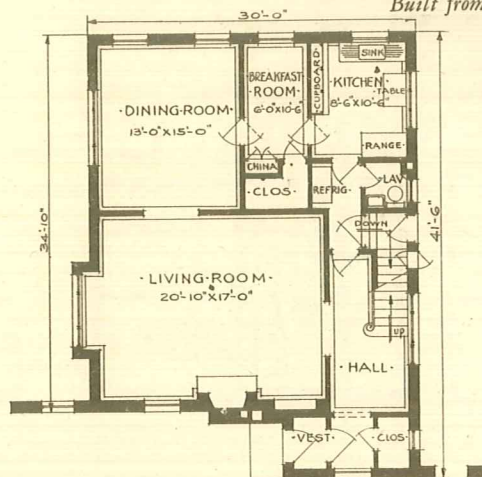 Built from
30'-0"
SINK
BREAKFAST
ROOM
6'-0"X10'-6"
CUPBOARD
KITCHEN
8'-6"X10'-6"
TABLE
·DINING·ROOM·
13'-0"X15'-0"
RANGE
CHINA
·CLOS·
REFRIG
LAV
34'-10"
41'-6"
DOWN
·LIVING·ROOM·
20'-10"X17'-0"
UP
·HALL·
·VEST·
CLOS